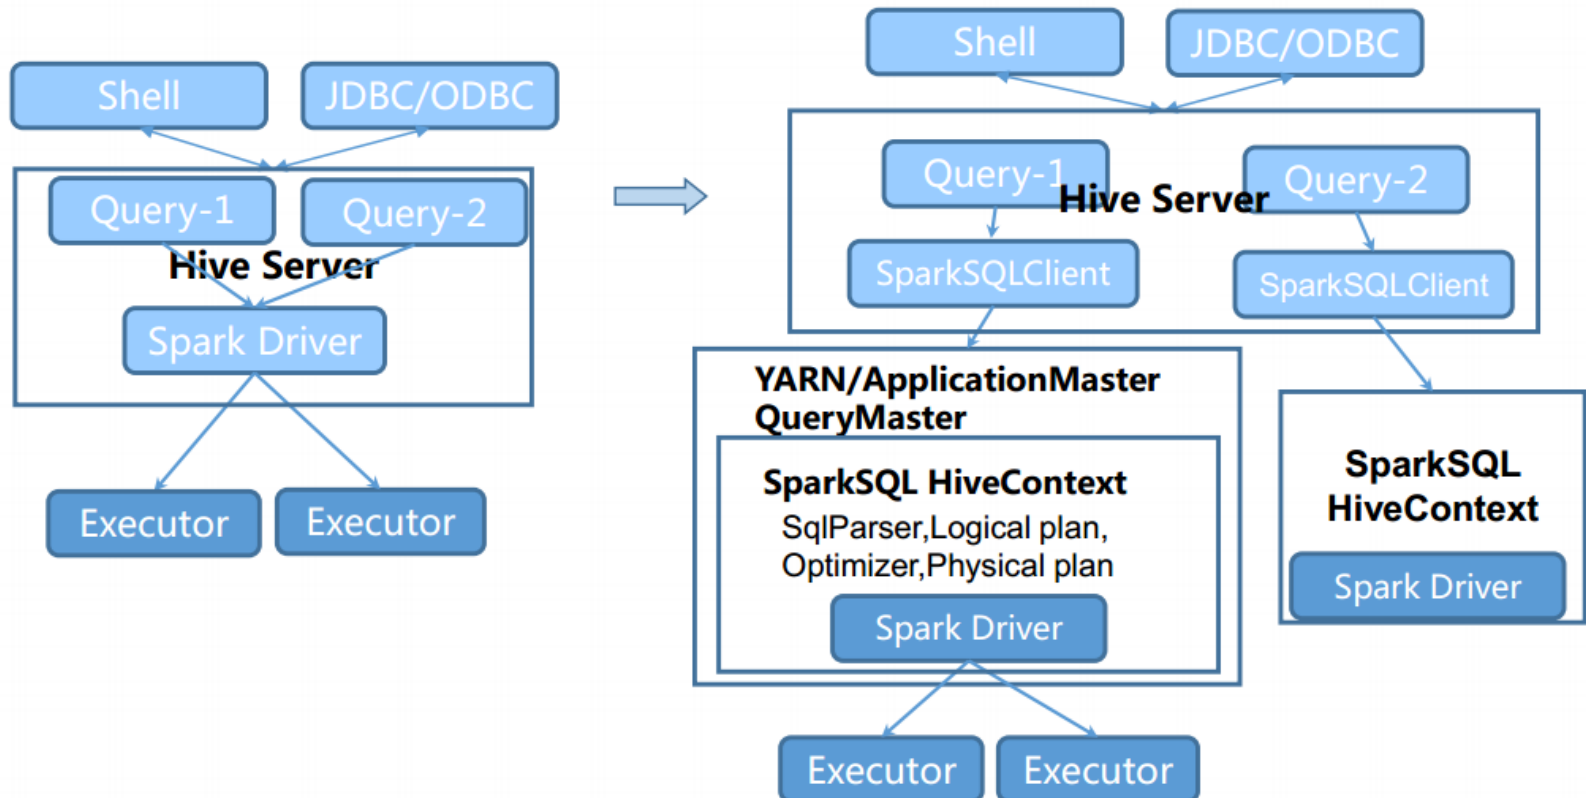 Shell
JDBC/ODBC
Query-1
Query-2
Hive Server
Spark Driver
Executor
Executor
Shell
JDBC/ODBC
Query-1
Query-2
Hive Server
SparkSQLClient
SparkSQLClient
YARN/ApplicationMaster
QueryMaster
SparkSQL HiveContext
SqlParser,Logical plan,
Optimizer,Physical plan
Spark Driver
Executor
Executor
SparkSQL
HiveContext
Spark Driver